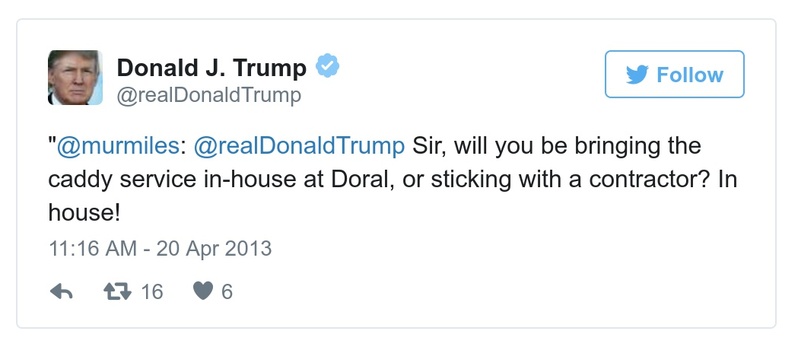 Donald J. Trump
@realDonaldTrump
Follow
"@murmiles: @realDonaldTrump Sir, will you be bringing the
caddy service in-house at Doral, or sticking with a contractor? In
house!
11:16 AM - 20 Apr 2013
16 6